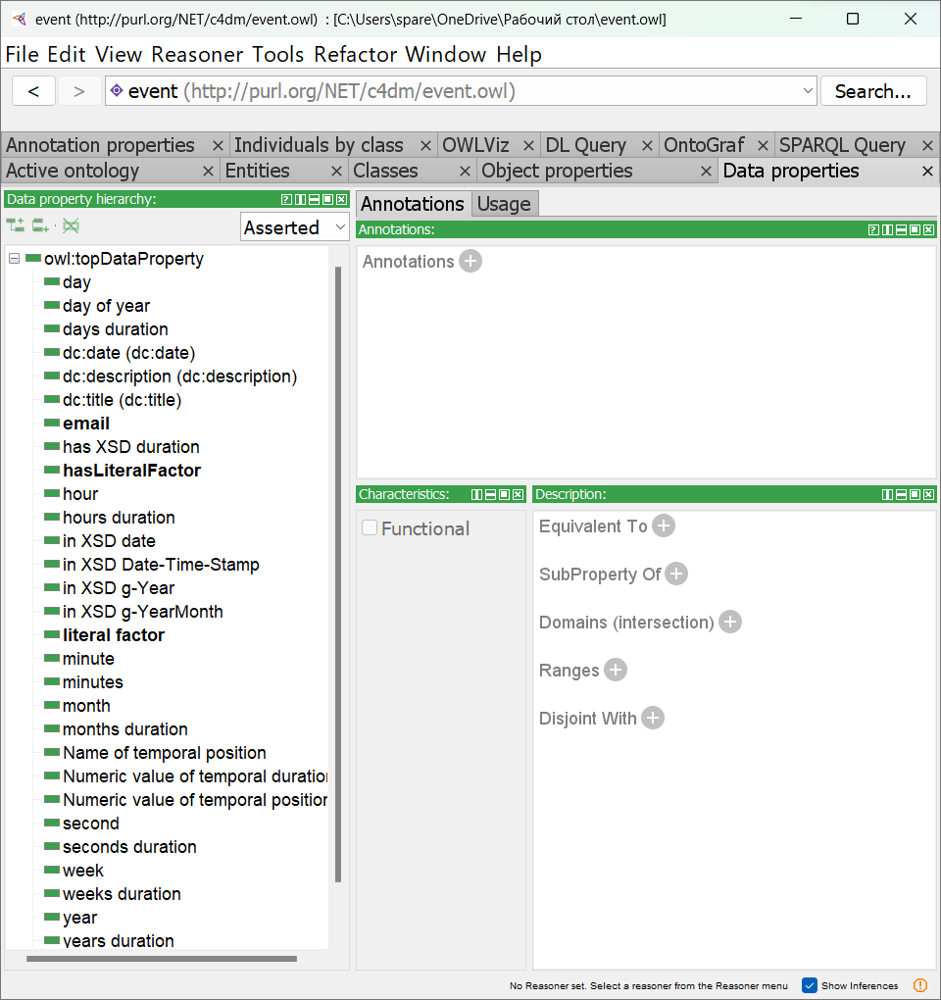 event (http://purl.org/NET/c4dm/event.owl) : [C:\Users\spare\OneDrive\Рабочий стол\event.owl]
File Edit View Reasoner Tools Refactor Window Help
< > event (http://purl.org/NET/c4dm/event.owl) Search...
Annotation properties × Individuals by class × OWLViz × DL Query × OntoGraf × SPARQL Query ×
Active ontology × Entities × Classes × Object properties × Data properties ×
Data property hierarchy:
Asserted
owl:topDataProperty
day
day of year
days duration
dc:date (dc:date)
dc:description (dc:description)
dc:title (dc:title)
email
has XSD duration
hasLiteralFactor
hour
hours duration
in XSD date
in XSD Date-Time-Stamp
in XSD g-Year
in XSD g-YearMonth
literal factor
minute
minutes
month
months duration
Name of temporal position
Numeric value of temporal duration
Numeric value of temporal position
second
seconds duration
week
weeks duration
year
years duration
Annotations Usage
Annotations:
Annotations
Characteristics:
Functional
Description:
Equivalent To
SubProperty Of
Domains (intersection)
Ranges
Disjoint With
No Reasoner set. Select a reasoner from the Reasoner menu Show Inferences